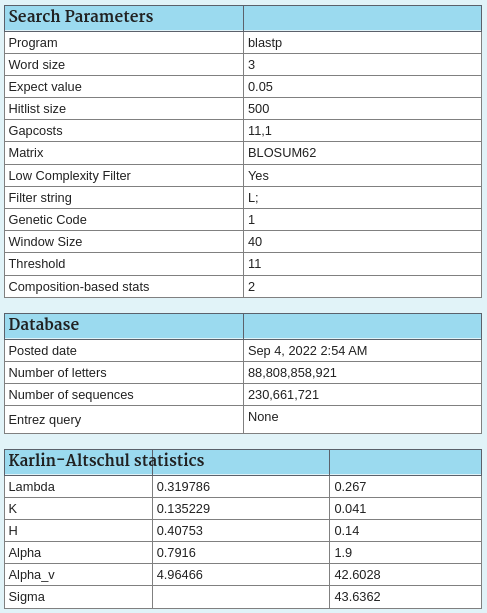 Search Parameters
Program blastp
Word size 3
Expect value 0.05
Hitlist size 500
Gapcosts 11,1
Matrix BLOSUM62
Low Complexity Filter Yes
Filter string L;
Genetic Code 1
Window Size 40
Threshold 11
Composition-based stats 2
Database
Posted date Sep 4, 2022 2:54 AM
Number of letters 88,808,858,921
Number of sequences 230,661,721
Entrez query None
Karlin-Altschul statistics
Lambda 0.319786 0.267
K 0.135229 0.041
H 0.40753 0.14
Alpha 0.7916 1.9
Alpha_v 4.96466 42.6028
Sigma 43.6362